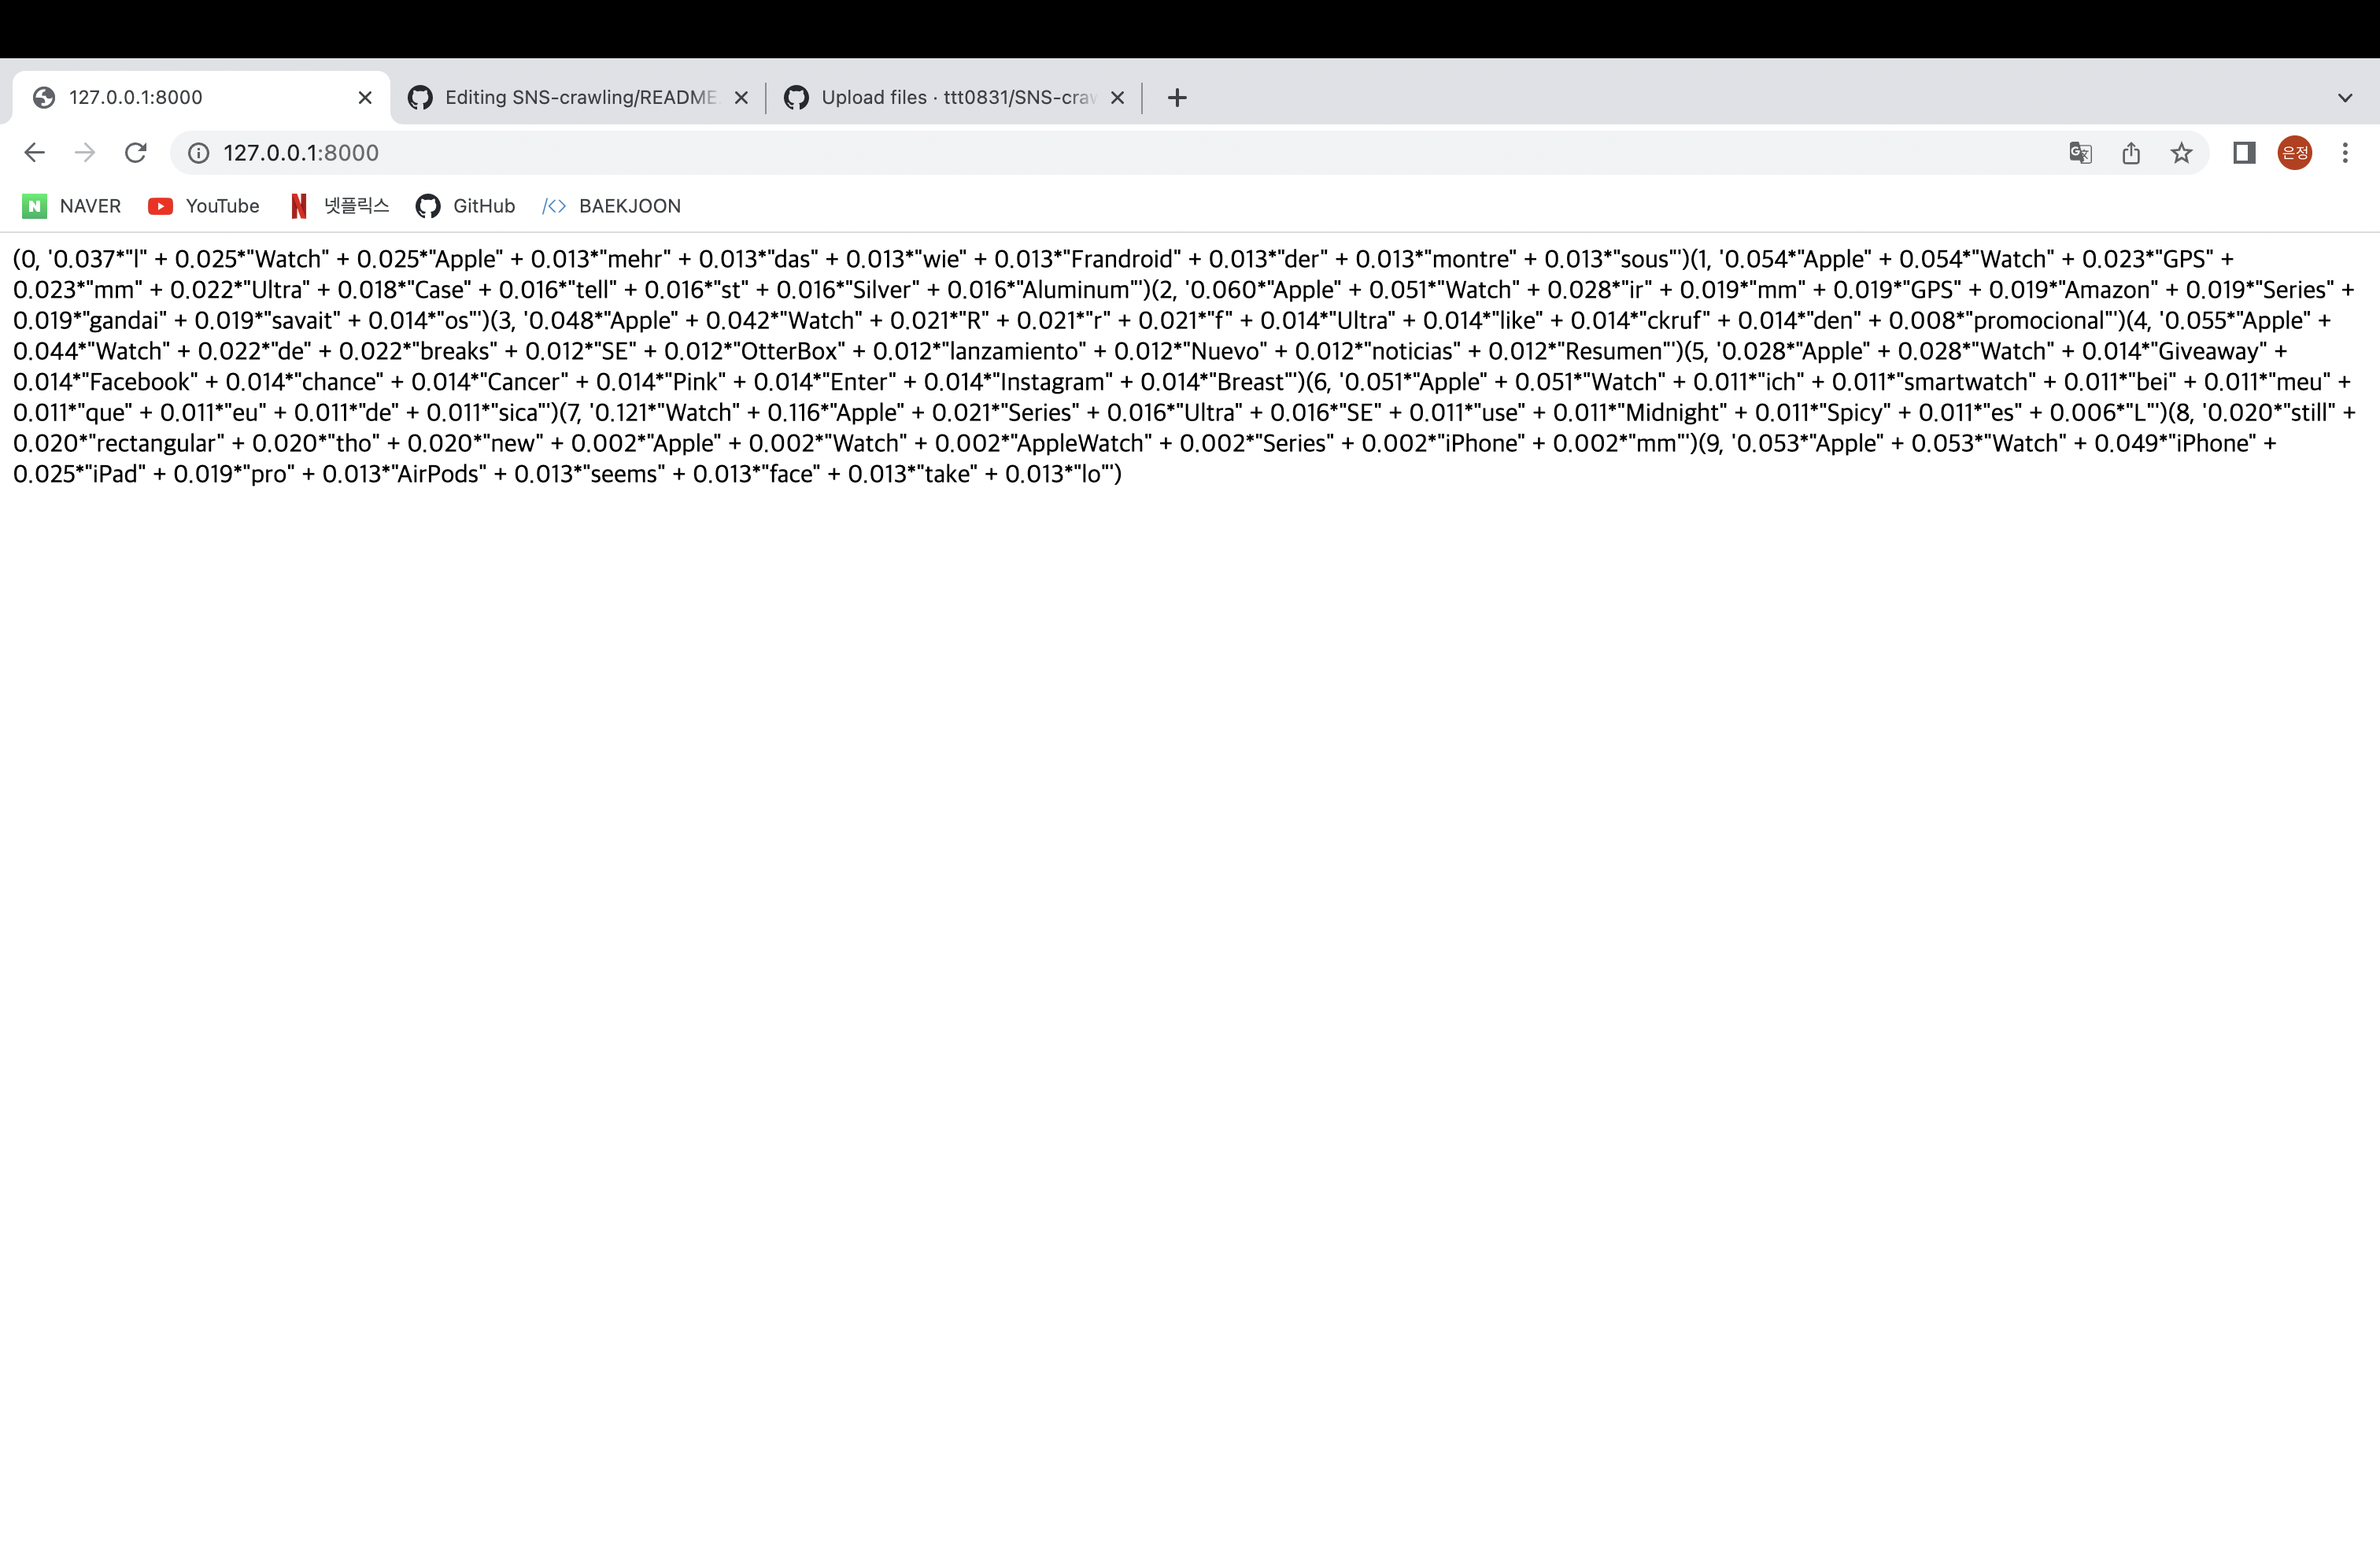 127.0.0.1:8000
Editing SNS-crawling/README.
Upload files · ttt0831/SNS-craw
127.0.0.1:8000
은정
NAVER YouTube 넷플릭스 GitHub BAEKJOON
(0, '0.037*"l" + 0.025*"Watch" + 0.025*"Apple" + 0.013*"mehr" + 0.013*"das" + 0.013*"wie" + 0.013*"Frandroid" + 0.013*"der" + 0.013*"montre" + 0.013*"sous"')(1, '0.054*"Apple" + 0.054*"Watch" + 0.023*"GPS" +
0.023*"mm" + 0.022*"Ultra" + 0.018*"Case" + 0.016*"tell" + 0.016*"st" + 0.016*"Silver" + 0.016*"Aluminum"')(2, '0.060*"Apple" + 0.051*"Watch" + 0.028*"ir" + 0.019*"mm" + 0.019*"GPS" + 0.019*"Amazon" + 0.019*"Series" +
0.019*"gandai" + 0.019*"savait" + 0.014*"os"')(3, '0.048*"Apple" + 0.042*"Watch" + 0.021*"R" + 0.021*"r" + 0.021*"f" + 0.014*"Ultra" + 0.014*"like" + 0.014*"ckruf" + 0.014*"den" + 0.008*"promocional"')(4, '0.055*"Apple" +
0.044*"Watch" + 0.022*"de" + 0.022*"breaks" + 0.012*"SE" + 0.012*"OtterBox" + 0.012*"lanzamiento" + 0.012*"Nuevo" + 0.012*"noticias" + 0.012*"Resumen"')(5, '0.028*"Apple" + 0.028*"Watch" + 0.014*"Giveaway" +
0.014*"Facebook" + 0.014*"chance" + 0.014*"Cancer" + 0.014*"Pink" + 0.014*"Enter" + 0.014*"Instagram" + 0.014*"Breast"')(6, '0.051*"Apple" + 0.051*"Watch" + 0.011*"ich" + 0.011*"smartwatch" + 0.011*"bei" + 0.011*"meu" +
0.011*"que" + 0.011*"eu" + 0.011*"de" + 0.011*"sica"')(7, '0.121*"Watch" + 0.116*"Apple" + 0.021*"Series" + 0.016*"Ultra" + 0.016*"SE" + 0.011*"use" + 0.011*"Midnight" + 0.011*"Spicy" + 0.011*"es" + 0.006*"L"')(8, '0.020*"still" +
0.020*"rectangular" + 0.020*"tho" + 0.020*"new" + 0.002*"Apple" + 0.002*"Watch" + 0.002*"AppleWatch" + 0.002*"Series" + 0.002*"iPhone" + 0.002*"mm"')(9, '0.053*"Apple" + 0.053*"Watch" + 0.049*"iPhone" +
0.025*"iPad" + 0.019*"pro" + 0.013*"AirPods" + 0.013*"seems" + 0.013*"face" + 0.013*"take" + 0.013*"lo"')